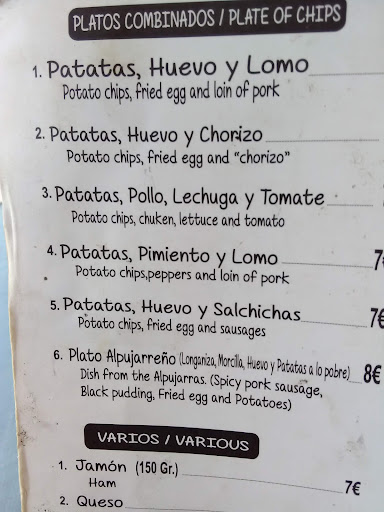 PLATOS COMBINADOS / PLATE OF CHIPS
1. Patatas, Huevo y Lomo
Potato chips, fried egg and loin of pork
2. Patatas, Huevo y Chorizo
Potato chips, fried egg and "chorizo"
3. Patatas, Pollo, Lechuga y Tomate
Potato chips, chuken, lettuce and tomato
4. Patatas, Pimiento y Lomo 7€
Potato chips,peppers and loin of pork
5. Patatas, Huevo y Salchichas 7€
Potato chips, fried egg and sausages
6. Plato Alpujarreño (Longaniza, Morcilla, Huevo y Patatas a lo pobre) 8€
Dish from the Alpujarras. (Spicy pork sausage,
Black pudding, Fried egg and Potatoes)
VARIOS / VARIOUS
1. Jamón (150 Gr.) 7€
Ham
2. Queso